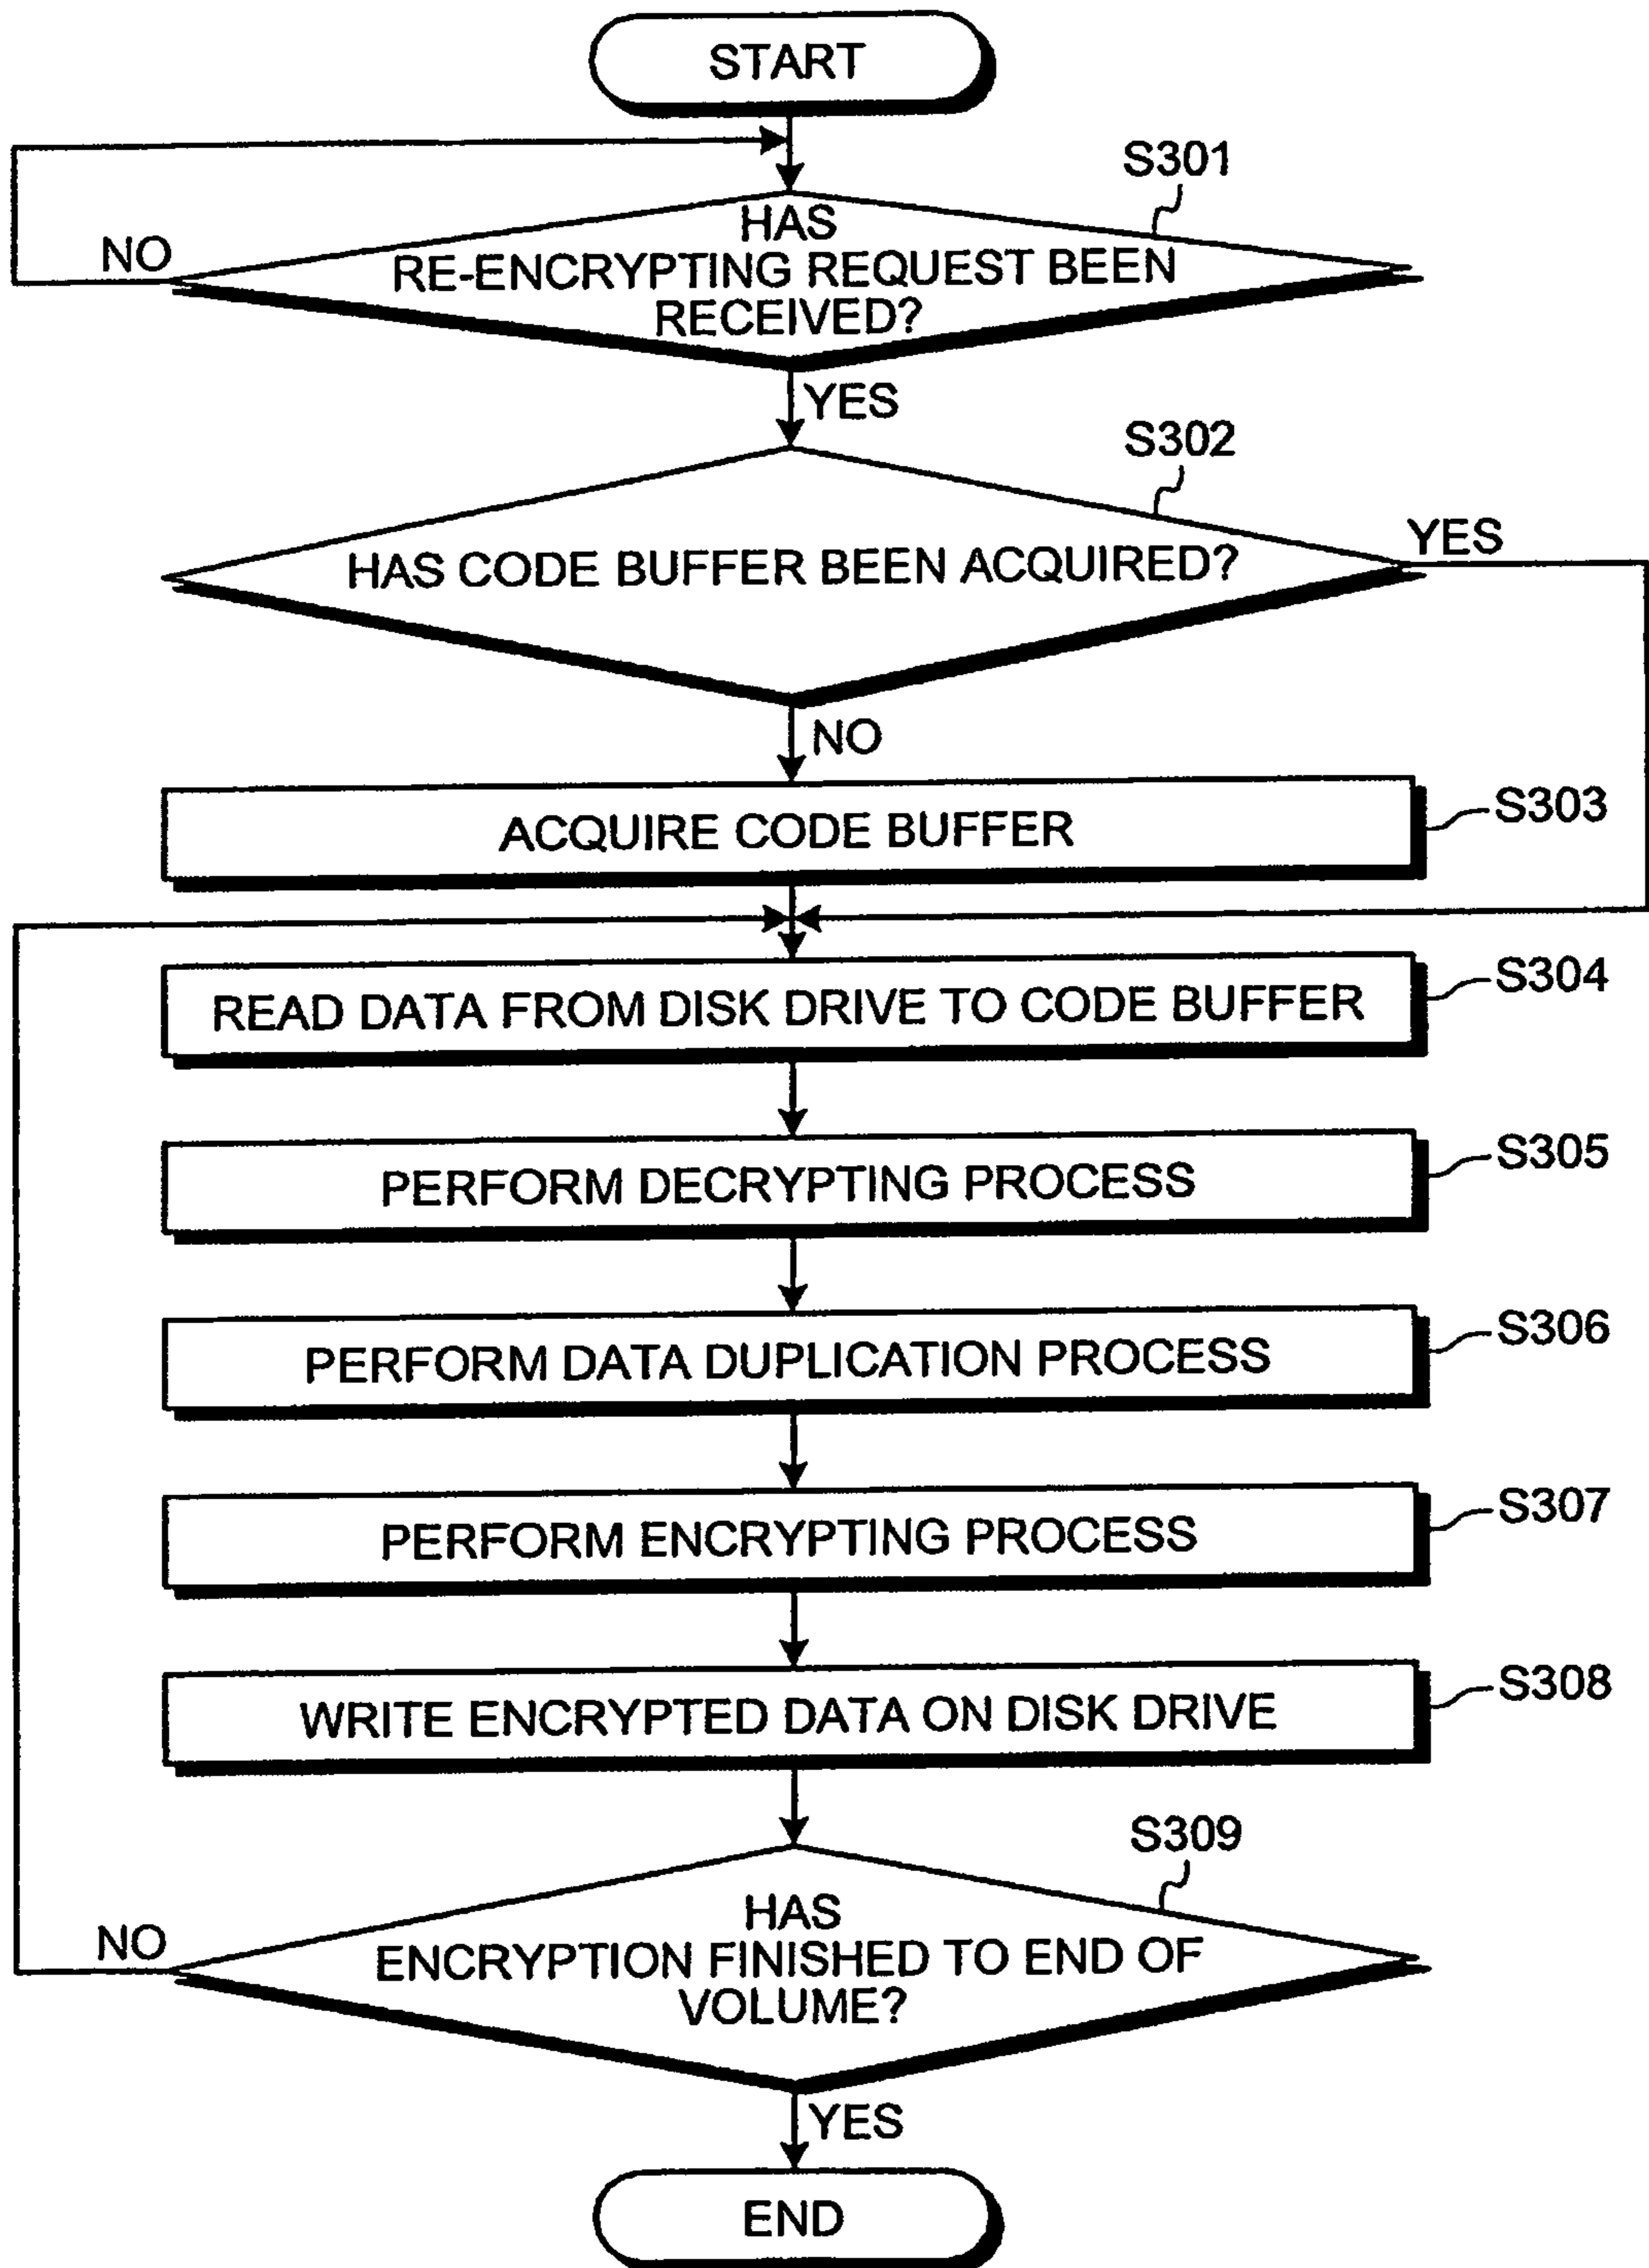 START
S301
HAS
RE-ENCRYPTING REQUEST BEEN
RECEIVED?
NO
YES
S302
HAS CODE BUFFER BEEN ACQUIRED?
YES
NO
ACQUIRE CODE BUFFER
S303
READ DATA FROM DISK DRIVE TO CODE BUFFER
S304
PERFORM DECRYPTING PROCESS
S305
PERFORM DATA DUPLICATION PROCESS
S306
PERFORM ENCRYPTING PROCESS
S307
WRITE ENCRYPTED DATA ON DISK DRIVE
S308
S309
HAS
ENCRYPTION FINISHED TO END OF
VOLUME?
NO
YES
END